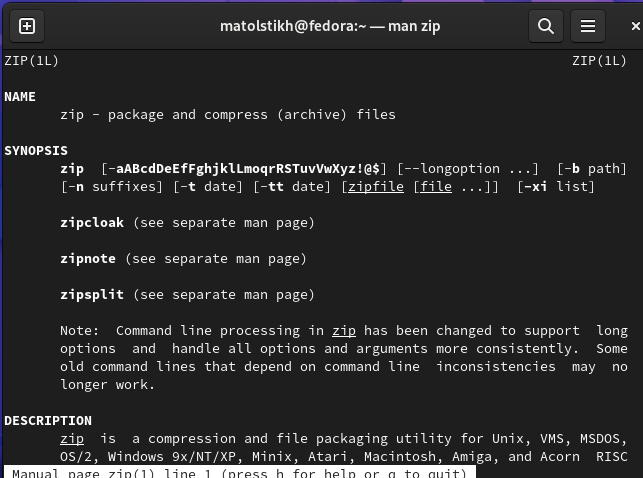 matolstikh@fedora:~ — man zip
ZIP(1L) ZIP(1L)
NAME
zip - package and compress (archive) files
SYNOPSIS
zip [-aABcdDeEfFghjklLmoqrRSTuvVwXyz!@$] [--longoption ...] [-b path]
[-n suffixes] [-t date] [-tt date] [zipfile [file ...]] [-xi list]
zipcloak (see separate man page)
zipnote (see separate man page)
zipsplit (see separate man page)
Note: Command line processing in zip has been changed to support long
options and handle all options and arguments more consistently. Some
old command lines that depend on command line inconsistencies may no
longer work.
DESCRIPTION
zip is a compression and file packaging utility for Unix, VMS, MSDOS,
OS/2, Windows 9x/NT/XP, Minix, Atari, Macintosh, Amiga, and Acorn RISC
Manual page zip(1) line 1 (press h for help or q to quit)